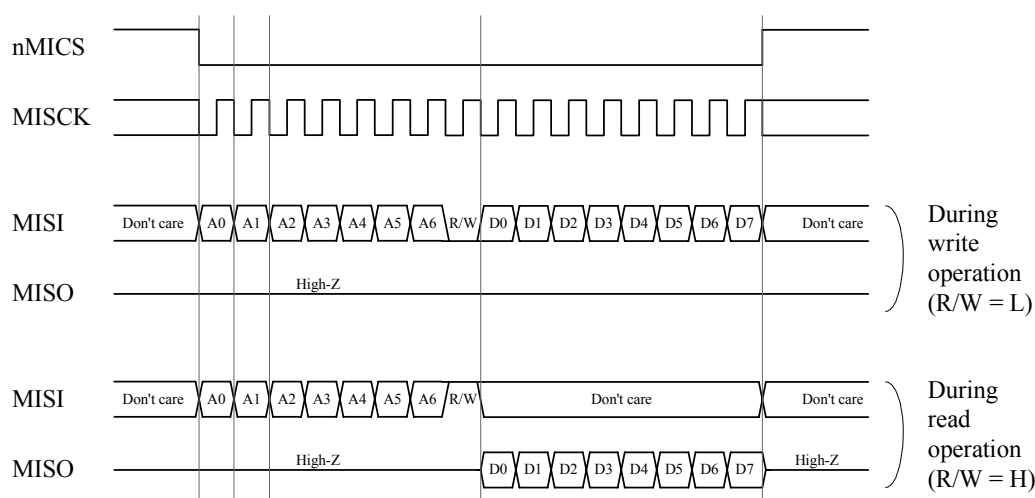 nMICS
MISCK
MISI Don't care A0 A1 A2 A3 A4 A5 A6 R/W D0 D1 D2 D3 D4 D5 D6 D7 Don't care
MISO High-Z
During
write
operation
(R/W = L)
MISI Don't care A0 A1 A2 A3 A4 A5 A6 R/W Don't care Don't care
MISO High-Z D0 D1 D2 D3 D4 D5 D6 D7 High-Z
During
read
operation
(R/W = H)